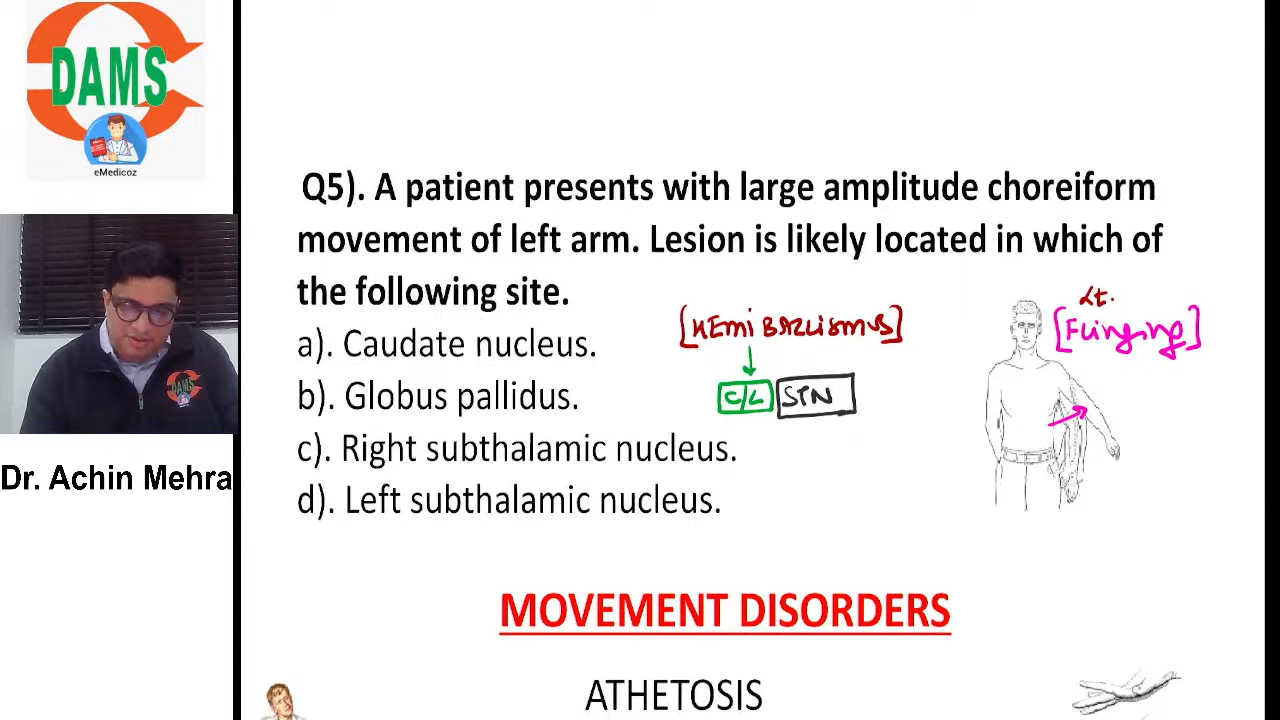 DAMS
eMedicoz
Dr. Achin Mehra
Q5). A patient presents with large amplitude choreiform
movement of left arm. Lesion is likely located in which of
the following site.
a). Caudate nucleus.
b). Globus pallidus.
c). Right subthalamic nucleus.
d). Left subthalamic nucleus.
[HEmiBALLismus]
C/L STN
Lt.
[Flinging]
MOVEMENT DISORDERS
ATHETOSIS
DAMS